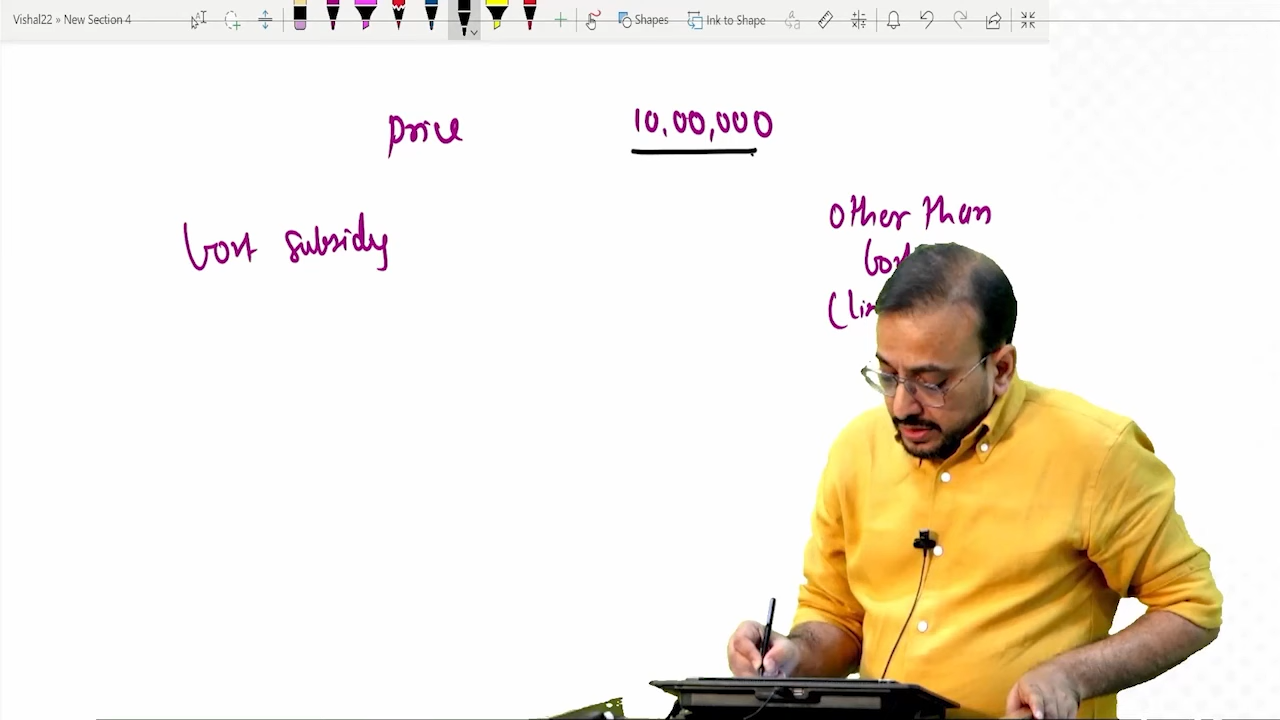 Vishal22 » New Section 4
Shapes
Ink to Shape
Price 10,00,000
Govt Subsidy
Other than